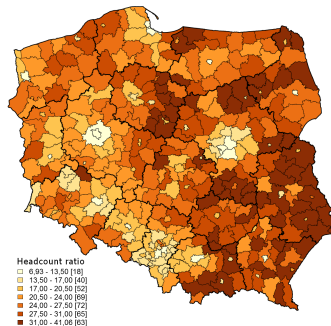 Headcount ratio
6,93 - 13,50 [18]
13,50 - 17,00 [40]
17,00 - 20,50 [52]
20,50 - 24,00 [69]
24,00 - 27,50 [72]
27,50 - 31,00 [65]
31,00 - 41,06 [63]